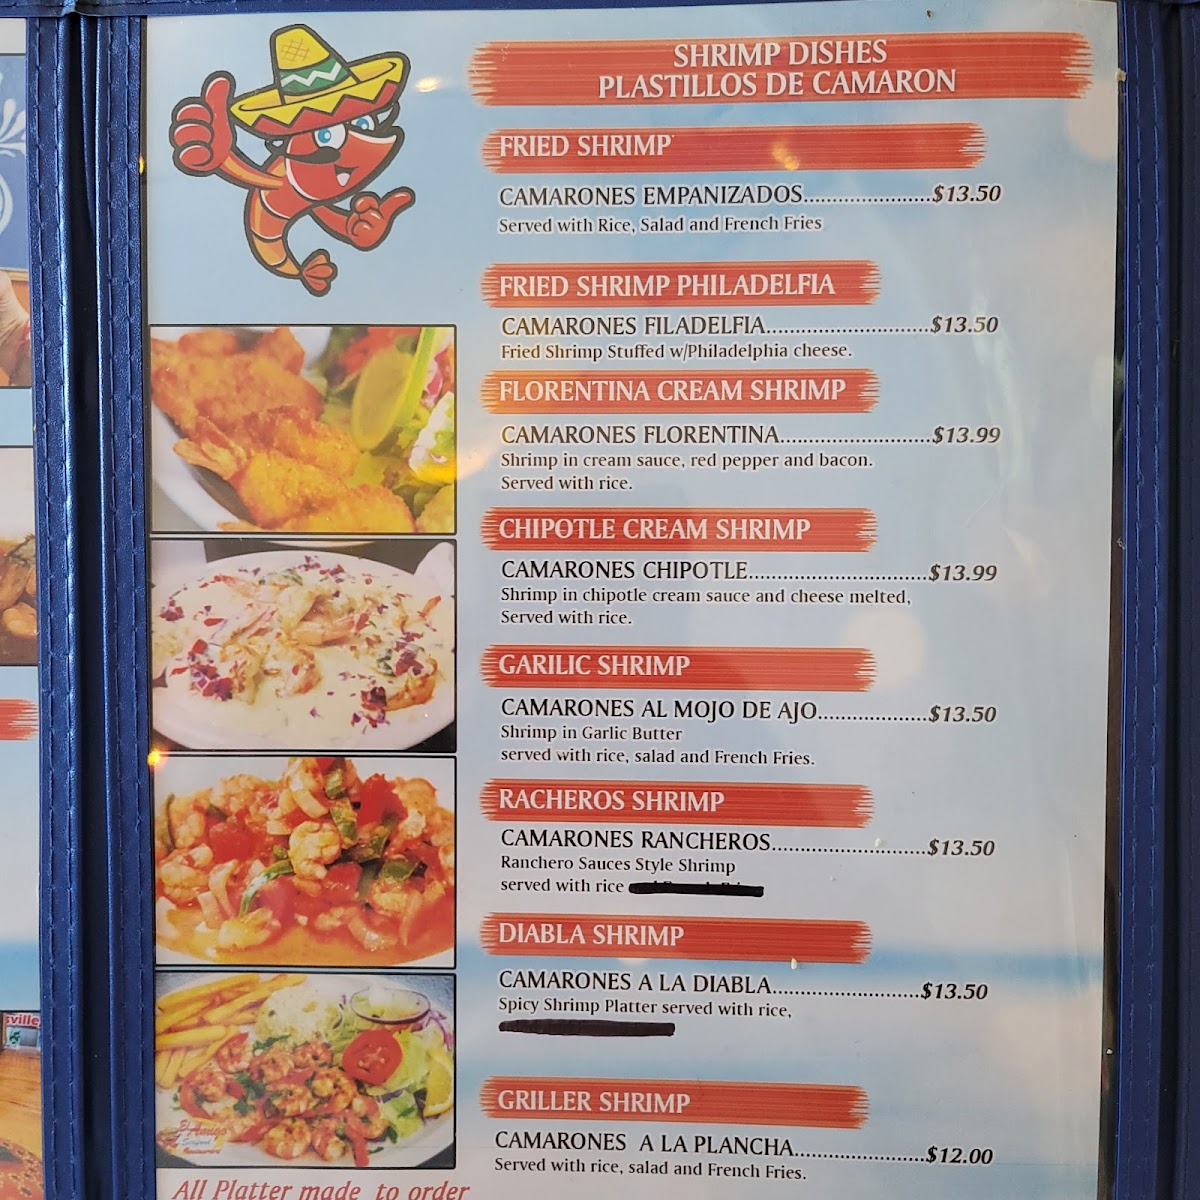 SHRIMP DISHES
PLASTILLOS DE CAMARON
FRIED SHRIMP
CAMARONES EMPANIZADOS......................$13.50
Served with Rice, Salad and French Fries
FRIED SHRIMP PHILADELFIA
CAMARONES FILADELFIA............................$13.50
Fried Shrimp Stuffed w/Philadelphia cheese.
FLORENTINA CREAM SHRIMP
CAMARONES FLORENTINA..........................$13.99
Shrimp in cream sauce, red pepper and bacon.
Served with rice.
CHIPOTLE CREAM SHRIMP
CAMARONES CHIPOTLE...............................$13.99
Shrimp in chipotle cream sauce and cheese melted,
Served with rice.
GARILIC SHRIMP
CAMARONES AL MOJO DE AJO...................$13.50
Shrimp in Garlic Butter
served with rice, salad and French Fries.
RACHEROS SHRIMP
CAMARONES RANCHEROS...........................$13.50
Ranchero Sauces Style Shrimp
served with rice
DIABLA SHRIMP
CAMARONES A LA DIABLA..........................$13.50
Spicy Shrimp Platter served with rice,
GRILLER SHRIMP
CAMARONES A LA PLANCHA.......................$12.00
Served with rice, salad and French Fries.
El Amigo
Seafood
Restaurant
All Platter made to order
sville